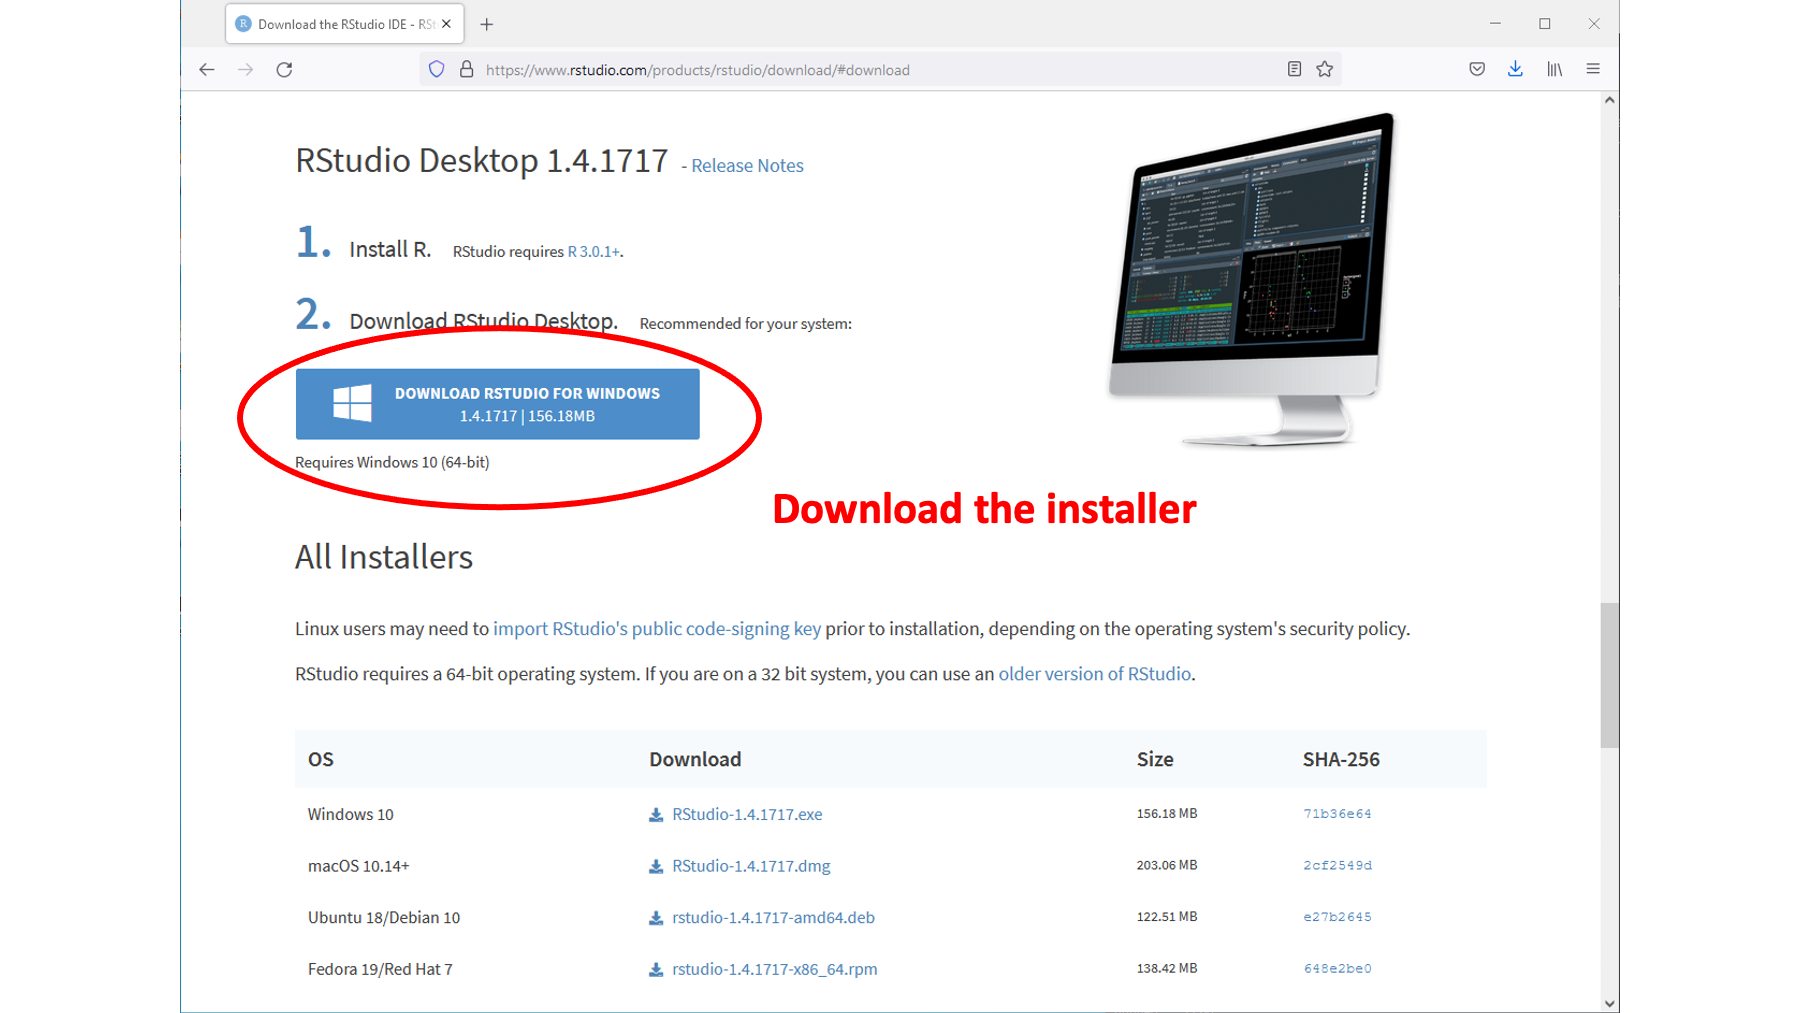 Download the RStudio IDE - RSt
https://www.rstudio.com/products/rstudio/download/#download
RStudio Desktop 1.4.1717 - Release Notes
1. Install R. RStudio requires R 3.0.1+.
2. Download RStudio Desktop. Recommended for your system:
DOWNLOAD RSTUDIO FOR WINDOWS
1.4.1717 | 156.18MB
Requires Windows 10 (64-bit)
Download the installer
All Installers
Linux users may need to import RStudio's public code-signing key prior to installation, depending on the operating system's security policy.
RStudio requires a 64-bit operating system. If you are on a 32 bit system, you can use an older version of RStudio.
OS Download Size SHA-256
Windows 10 RStudio-1.4.1717.exe 156.18 MB 71b36e64
macOS 10.14+ RStudio-1.4.1717.dmg 203.06 MB 2cf2549d
Ubuntu 18/Debian 10 rstudio-1.4.1717-amd64.deb 122.51 MB e27b2645
Fedora 19/Red Hat 7 rstudio-1.4.1717-x86_64.rpm 138.42 MB 648e2be0